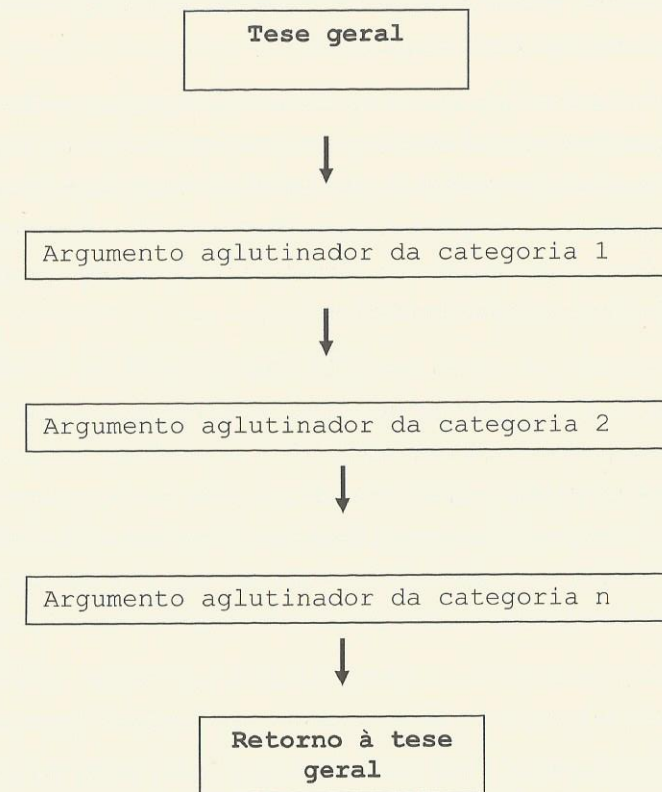 Tese geral
Argumento aglutinador da categoria 1
Argumento aglutinador da categoria 2
Argumento aglutinador da categoria n
Retorno à tese
geral